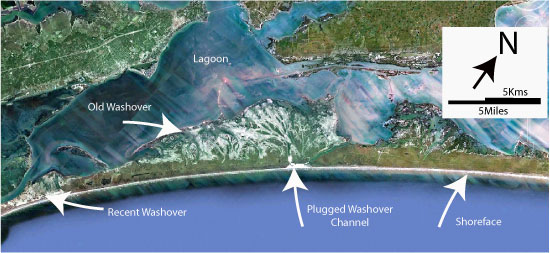 Lagoon
N
5Kms
5Miles
Old Washover
Recent Washover
Plugged Washover
Channel
Shoreface